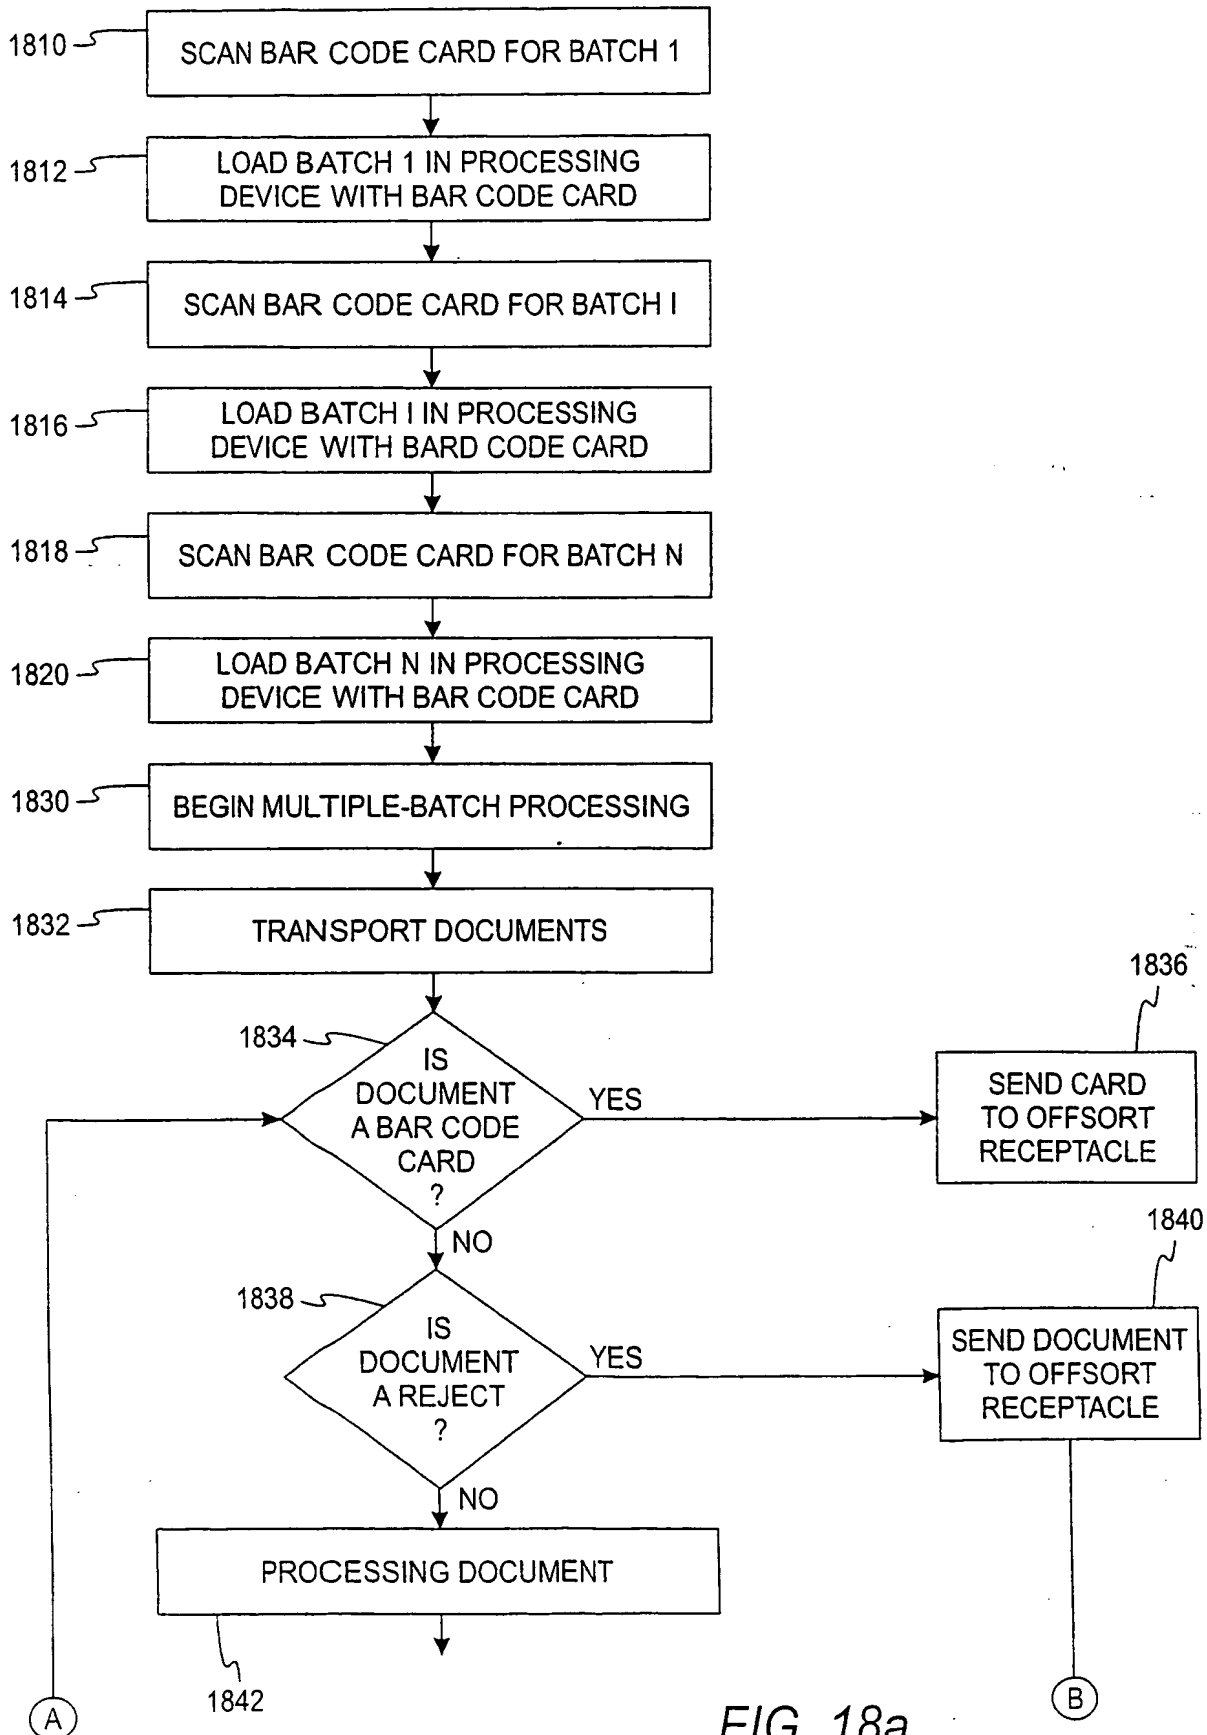 1810
SCAN BAR CODE CARD FOR BATCH 1
1812
LOAD BATCH 1 IN PROCESSING
DEVICE WITH BAR CODE CARD
1814
SCAN BAR CODE CARD FOR BATCH I
1816
LOAD BATCH I IN PROCESSING
DEVICE WITH BARD CODE CARD
1818
SCAN BAR CODE CARD FOR BATCH N
1820
LOAD BATCH N IN PROCESSING
DEVICE WITH BAR CODE CARD
1830
BEGIN MULTIPLE-BATCH PROCESSING
1832
TRANSPORT DOCUMENTS
1834
IS
DOCUMENT
A BAR CODE
CARD
?
YES
1836
SEND CARD
TO OFFSORT
RECEPTACLE
NO
1838
IS
DOCUMENT
A REJECT
?
YES
1840
SEND DOCUMENT
TO OFFSORT
RECEPTACLE
NO
PROCESSING DOCUMENT
1842
A
B
FIG. 18a